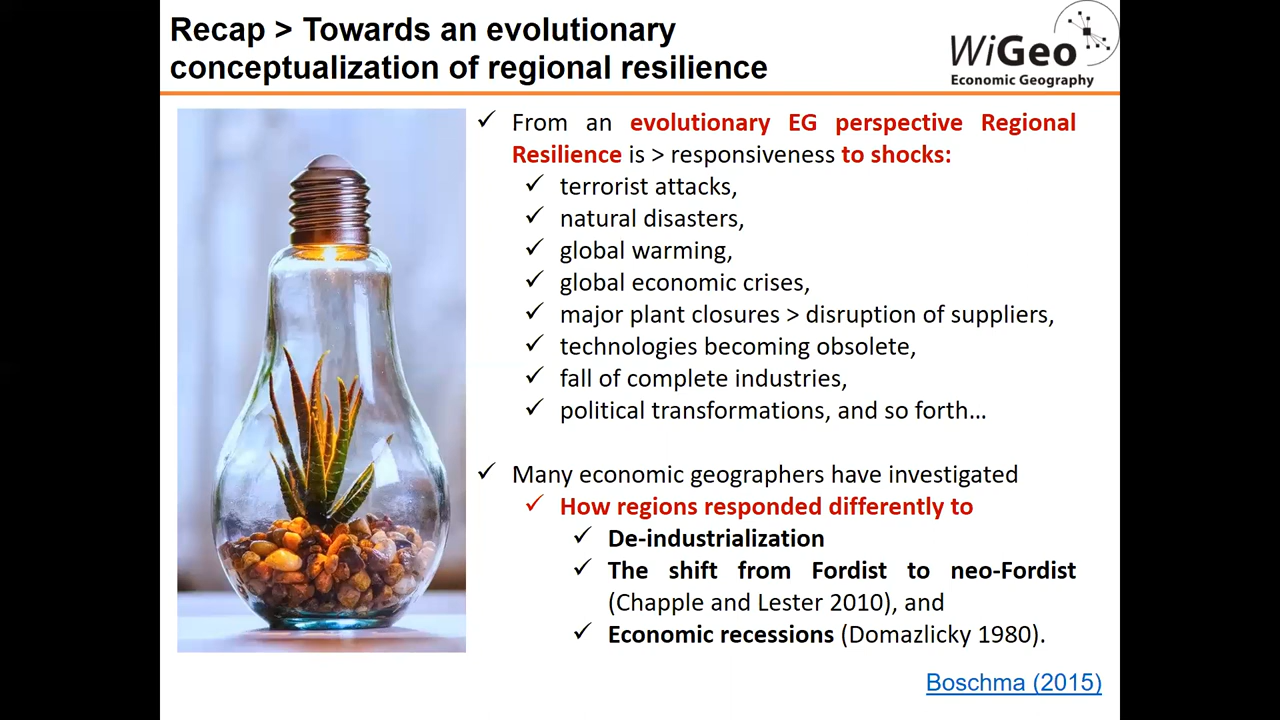 Recap > Towards an evolutionary
conceptualization of regional resilience
WiGeo
Economic Geography
✓ From an evolutionary EG perspective Regional
Resilience is > responsiveness to shocks:
✓ terrorist attacks,
✓ natural disasters,
✓ global warming,
✓ global economic crises,
✓ major plant closures > disruption of suppliers,
✓ technologies becoming obsolete,
✓ fall of complete industries,
✓ political transformations, and so forth…
✓ Many economic geographers have investigated
✓ How regions responded differently to
✓ De-industrialization
✓ The shift from Fordist to neo-Fordist
(Chapple and Lester 2010), and
✓ Economic recessions (Domazlicky 1980).
Boschma (2015)